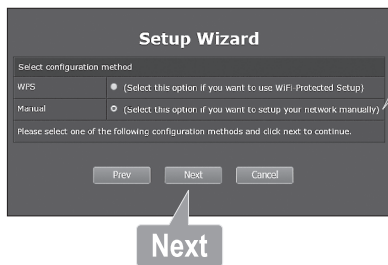 Setup Wizard
Select configuration method
WPS (Select this option if you want to use WiFi Protected Setup)
Manual (Select this option if you want to setup your network manually)
Please select one of the following configuration methods and click next to continue.
Prev Next Cancel
Next